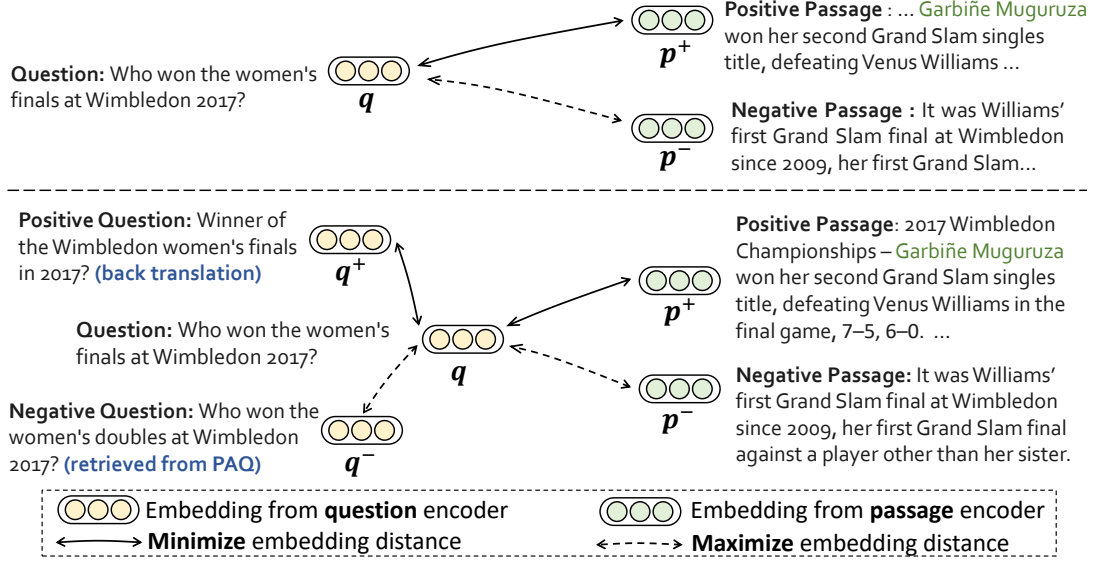 Positive Passage : ... Garbiñe Muguruza
won her second Grand Slam singles
title, defeating Venus Williams ...
p⁺
Question: Who won the women's
finals at Wimbledon 2017?
q
Negative Passage : It was Williams’
first Grand Slam final at Wimbledon
since 2009, her first Grand Slam...
p⁻
Positive Question: Winner of
the Wimbledon women's finals
in 2017? (back translation)
q⁺
Positive Passage: 2017 Wimbledon
Championships – Garbiñe Muguruza
won her second Grand Slam singles
title, defeating Venus Williams in the
final game, 7–5, 6–0. ...
p⁺
Question: Who won the women's
finals at Wimbledon 2017?
q
Negative Question: Who won the
women's doubles at Wimbledon
2017? (retrieved from PAQ)
q⁻
Negative Passage: It was Williams’
first Grand Slam final at Wimbledon
since 2009, her first Grand Slam final
against a player other than her sister.
p⁻
Embedding from question encoder
Embedding from passage encoder
Minimize embedding distance
Maximize embedding distance